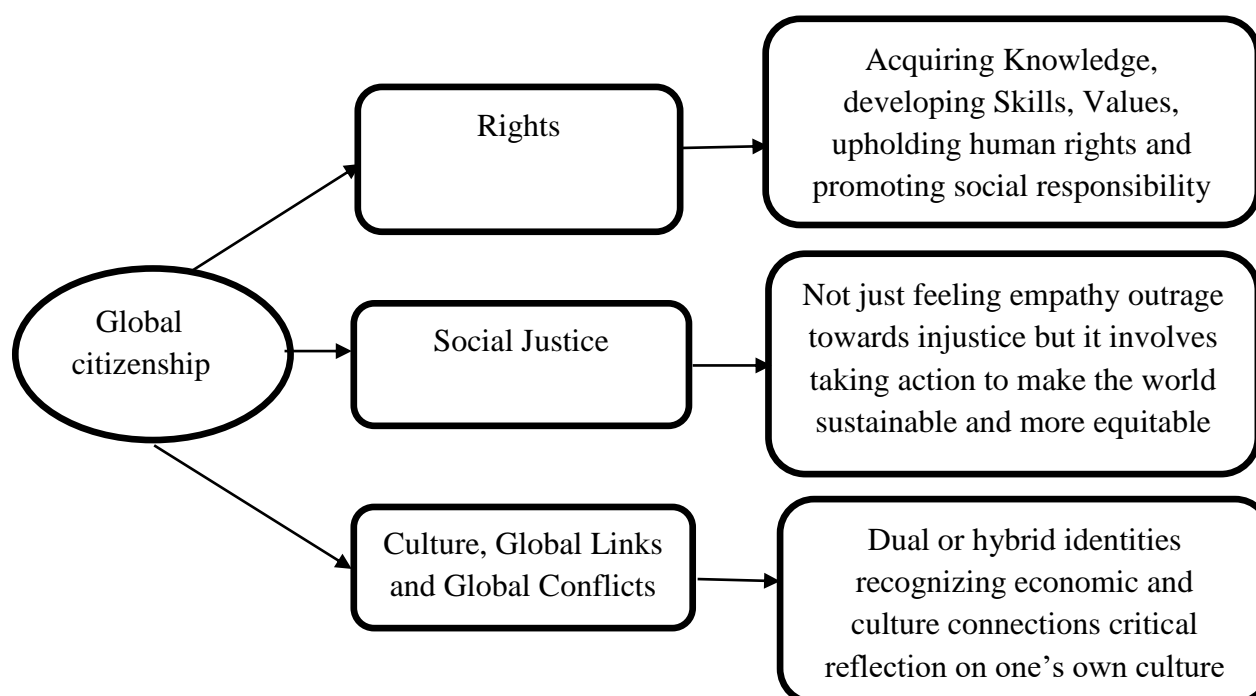 Global
citizenship
Rights
Acquiring Knowledge,
developing Skills, Values,
upholding human rights and
promoting social responsibility
Social Justice
Not just feeling empathy outrage
towards injustice but it involves
taking action to make the world
sustainable and more equitable
Culture, Global Links
and Global Conflicts
Dual or hybrid identities
recognizing economic and
culture connections critical
reflection on one’s own culture